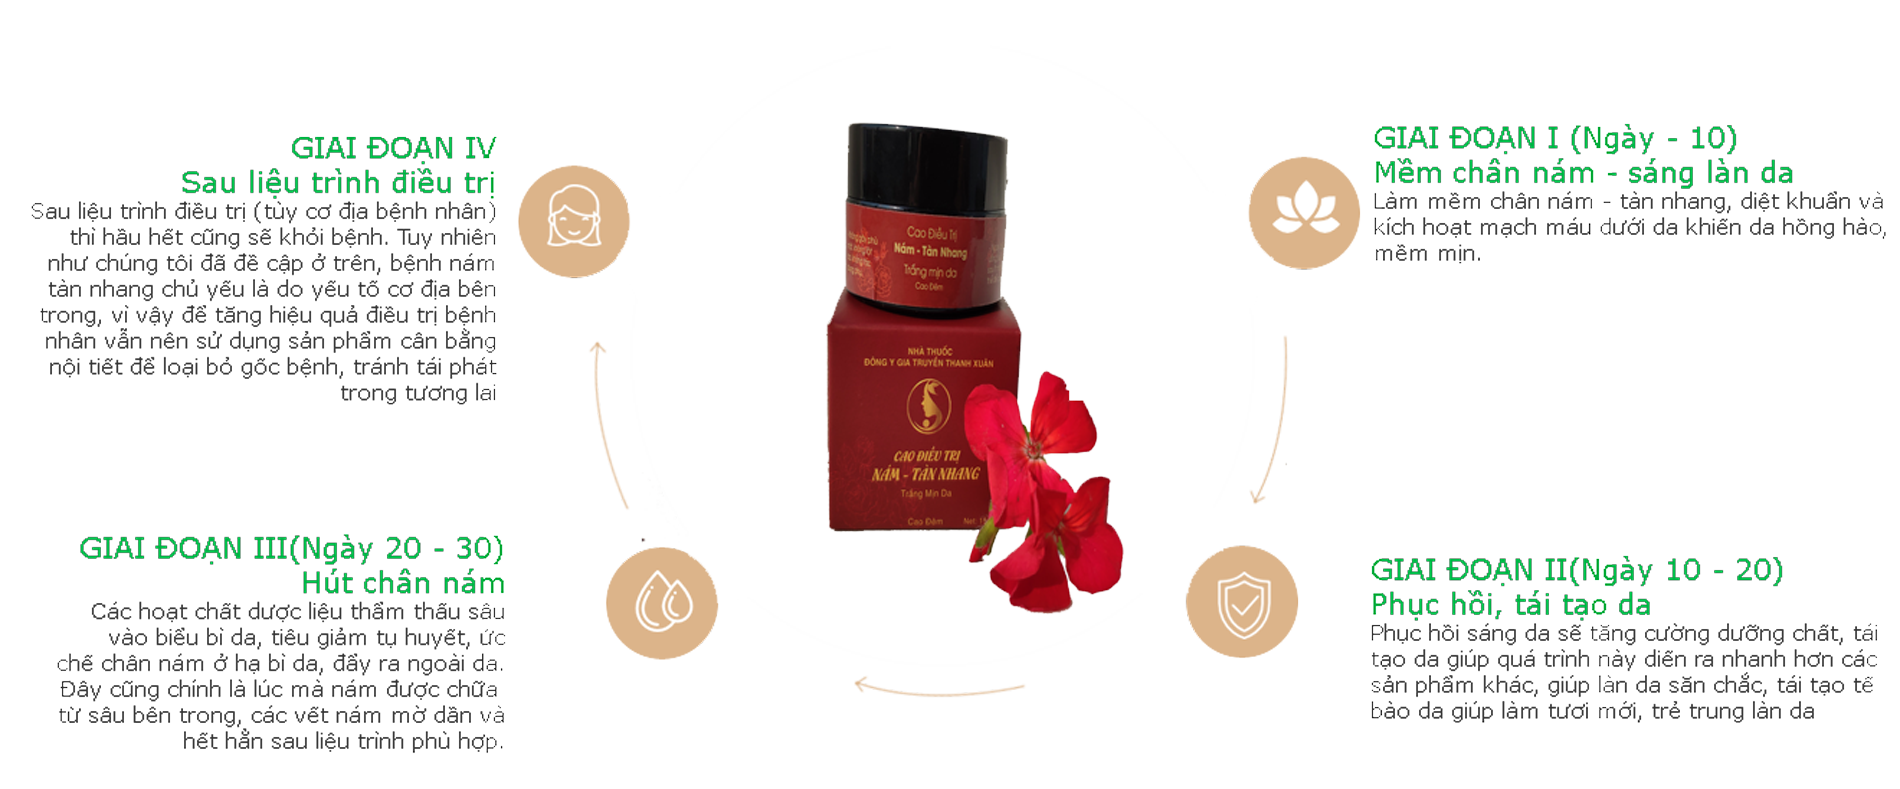 GIAI ĐOẠN I (Ngày - 10)
Mềm chân nám - sáng làn da
Làm mềm chân nám - tàn nhang, diệt khuẩn và
kích hoạt mạch máu dưới da khiến da hồng hào,
mềm mịn.
GIAI ĐOẠN II(Ngày 10 - 20)
Phục hồi, tái tạo da
Phục hồi sáng da sẽ tăng cường dưỡng chất, tái
tạo da giúp quá trình này diễn ra nhanh hơn các
sản phẩm khác, giúp làn da săn chắc, tái tạo tế
bào da giúp làm tươi mới, trẻ trung làn da
GIAI ĐOẠN III(Ngày 20 - 30)
Hút chân nám
Các hoạt chất dược liệu thẩm thấu sâu
vào biểu bì da, tiêu giảm tụ huyết, ức
chế chân nám ở hạ bì da, đẩy ra ngoài da.
Đây cũng chính là lúc mà nám được chữa
từ sâu bên trong, các vết nám mờ dần và
hết hẳn sau liệu trình phù hợp.
GIAI ĐOẠN IV
Sau liệu trình điều trị
Sau liệu trình điều trị (tùy cơ địa bệnh nhân)
thì hầu hết cũng sẽ khỏi bệnh. Tuy nhiên
như chúng tôi đã đề cập ở trên, bệnh nám
tàn nhang chủ yếu là do yếu tố cơ địa bên
trong, vì vậy để tăng hiệu quả điều trị bệnh
nhân vẫn nên sử dụng sản phẩm cân bằng
nội tiết để loại bỏ gốc bệnh, tránh tái phát
trong tương lai
Cao Điều Trị
Nám - Tàn Nhang
Trắng mịn da
Cao Đêm
NHÀ THUỐC
ĐÔNG Y GIA TRUYỀN THANH XUÂN
CAO ĐIỀU TRỊ
NÁM - TÀN NHANG
Trắng Mịn Da
Cao Đêm Net: